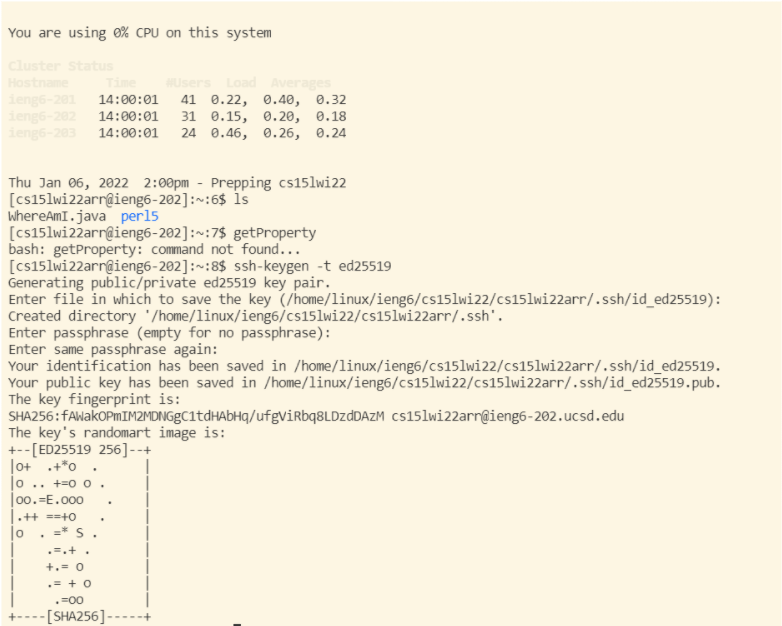 You are using 0% CPU on this system
Cluster Status
Hostname     Time    #Users  Load  Averages
ieng6-201   14:00:01   41  0.22,  0.40,  0.32
ieng6-202   14:00:01   31  0.15,  0.20,  0.18
ieng6-203   14:00:01   24  0.46,  0.26,  0.24
Thu Jan 06, 2022  2:00pm - Prepping cs15lwi22
[cs15lwi22arr@ieng6-202]:~:6$ ls
WhereAmI.java  perl5
[cs15lwi22arr@ieng6-202]:~:7$ getProperty
bash: getProperty: command not found...
[cs15lwi22arr@ieng6-202]:~:8$ ssh-keygen -t ed25519
Generating public/private ed25519 key pair.
Enter file in which to save the key (/home/linux/ieng6/cs15lwi22/cs15lwi22arr/.ssh/id_ed25519):
Created directory '/home/linux/ieng6/cs15lwi22/cs15lwi22arr/.ssh'.
Enter passphrase (empty for no passphrase):
Enter same passphrase again:
Your identification has been saved in /home/linux/ieng6/cs15lwi22/cs15lwi22arr/.ssh/id_ed25519.
Your public key has been saved in /home/linux/ieng6/cs15lwi22/cs15lwi22arr/.ssh/id_ed25519.pub.
The key fingerprint is:
SHA256:fAWakOPmIM2MDNGgC1tdHAbHq/ufgViRbq8LDzdDAzM cs15lwi22arr@ieng6-202.ucsd.edu
The key's randomart image is:
+--[ED25519 256]--+
|o+  .+*o  .      |
|o .. +=o o .     |
|oo.=E.ooo   .    |
|.++ ==+o   .     |
|o  . =* S .      |
|    .=.+ .       |
|    +.= o        |
|    .= + o       |
|     .=oo        |
+----[SHA256]-----+